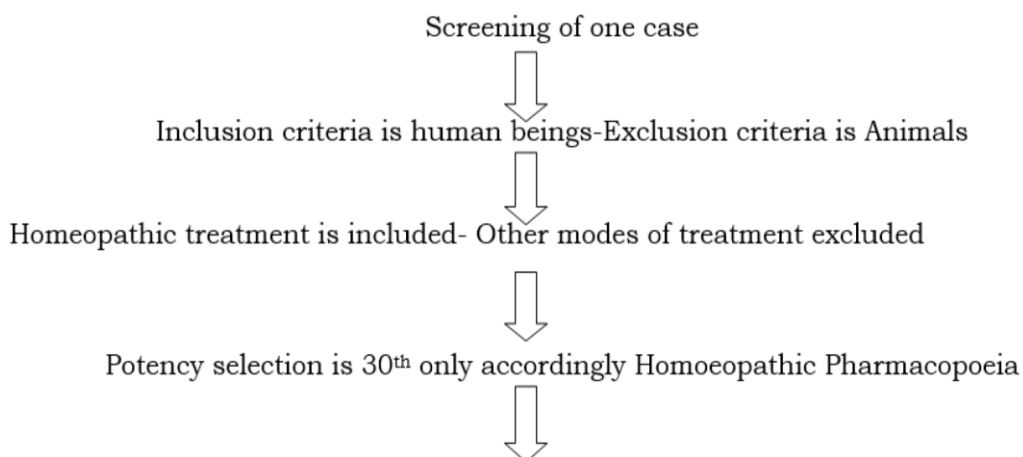 Screening of one case
Inclusion criteria is human beings-Exclusion criteria is Animals
Homeopathic treatment is included- Other modes of treatment excluded
Potency selection is 30th only accordingly Homoeopathic Pharmacopoeia